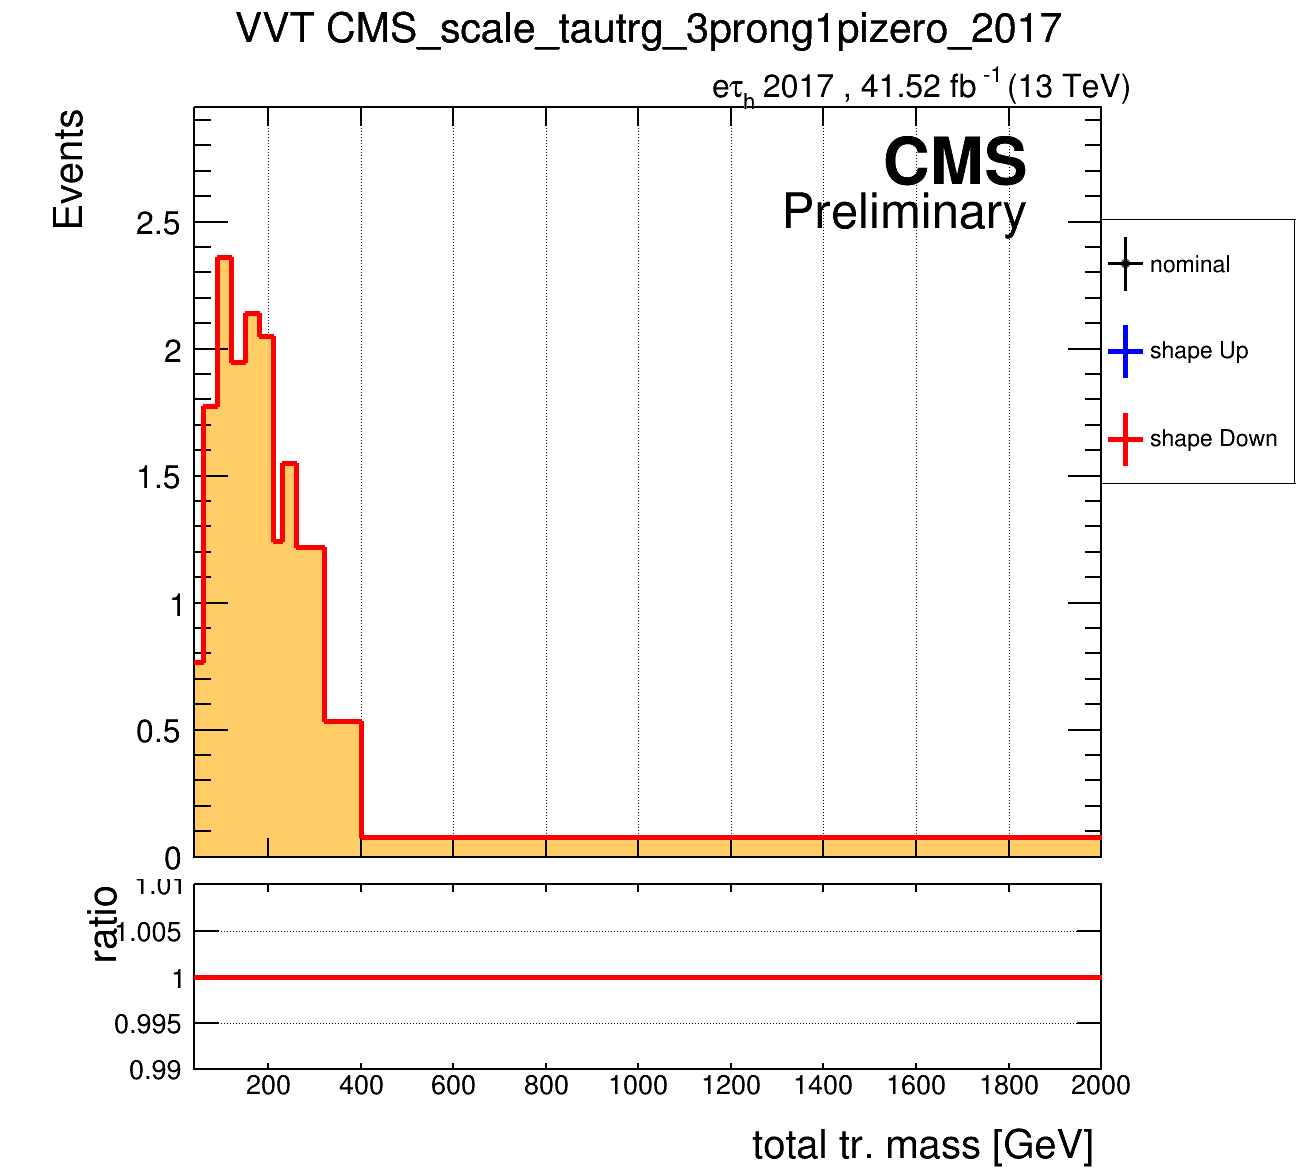 VVT CMS_scale_tautrg_3prong1pizero_2017
eτh 2017 , 41.52 fb -1 (13 TeV)
Events
CMS
Preliminary
2.5
2
1.5
1
0.5
0
nominal
shape Up
shape Down
ratio
1.01
1.005
1
0.995
0.99
200 400 600 800 1000 1200 1400 1600 1800 2000
total tr. mass [GeV]